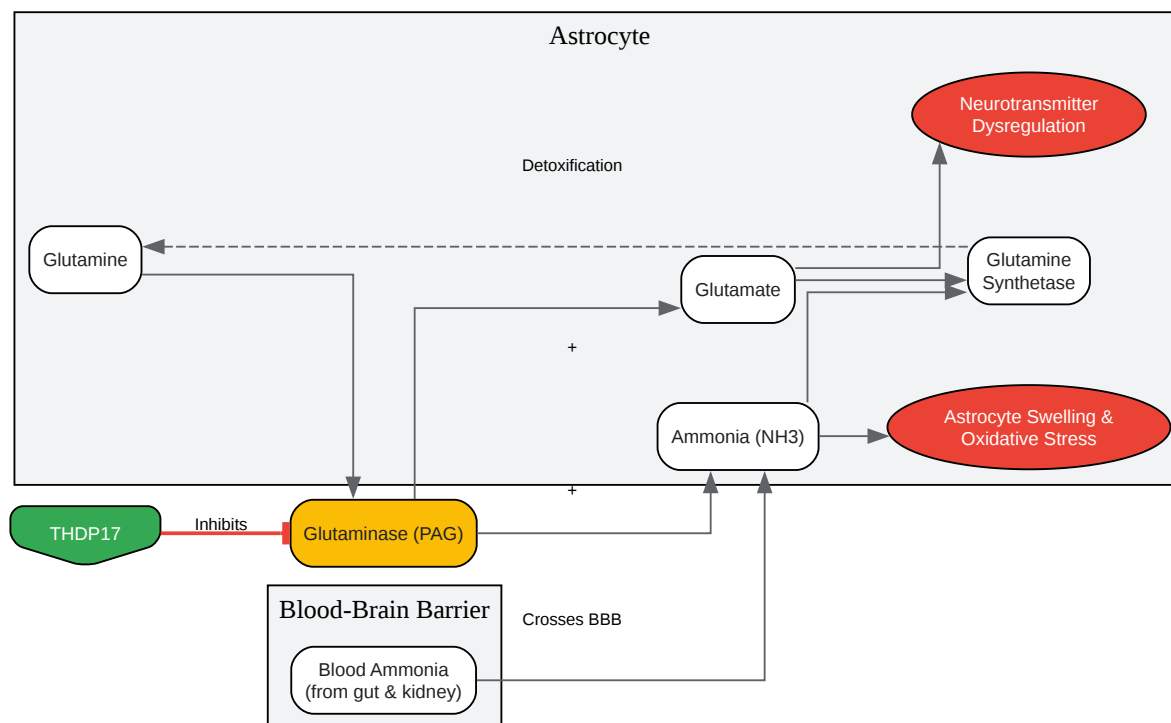 Astrocyte
Neurotransmitter
Dysregulation
Detoxification
Glutamine
Glutamate
Glutamine
Synthetase
+
Ammonia (NH3)
Astrocyte Swelling &
Oxidative Stress
+
THDP17
Inhibits
Glutaminase (PAG)
Blood-Brain Barrier
Crosses BBB
Blood Ammonia
(from gut & kidney)